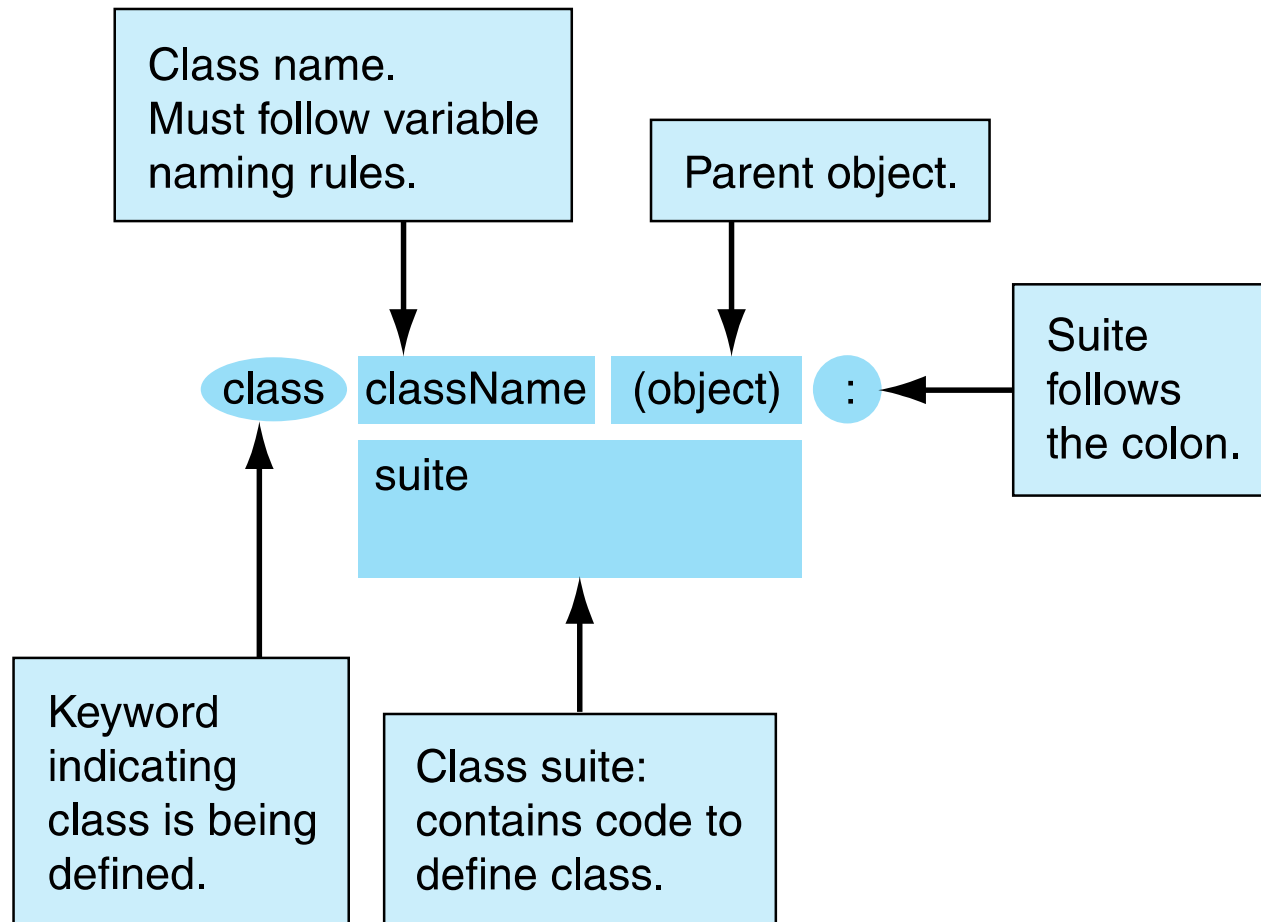 Class name.
Must follow variable
naming rules.
Parent object.
Suite
follows
the colon.
class className (object) :
suite
Keyword
indicating
class is being
defined.
Class suite:
contains code to
define class.